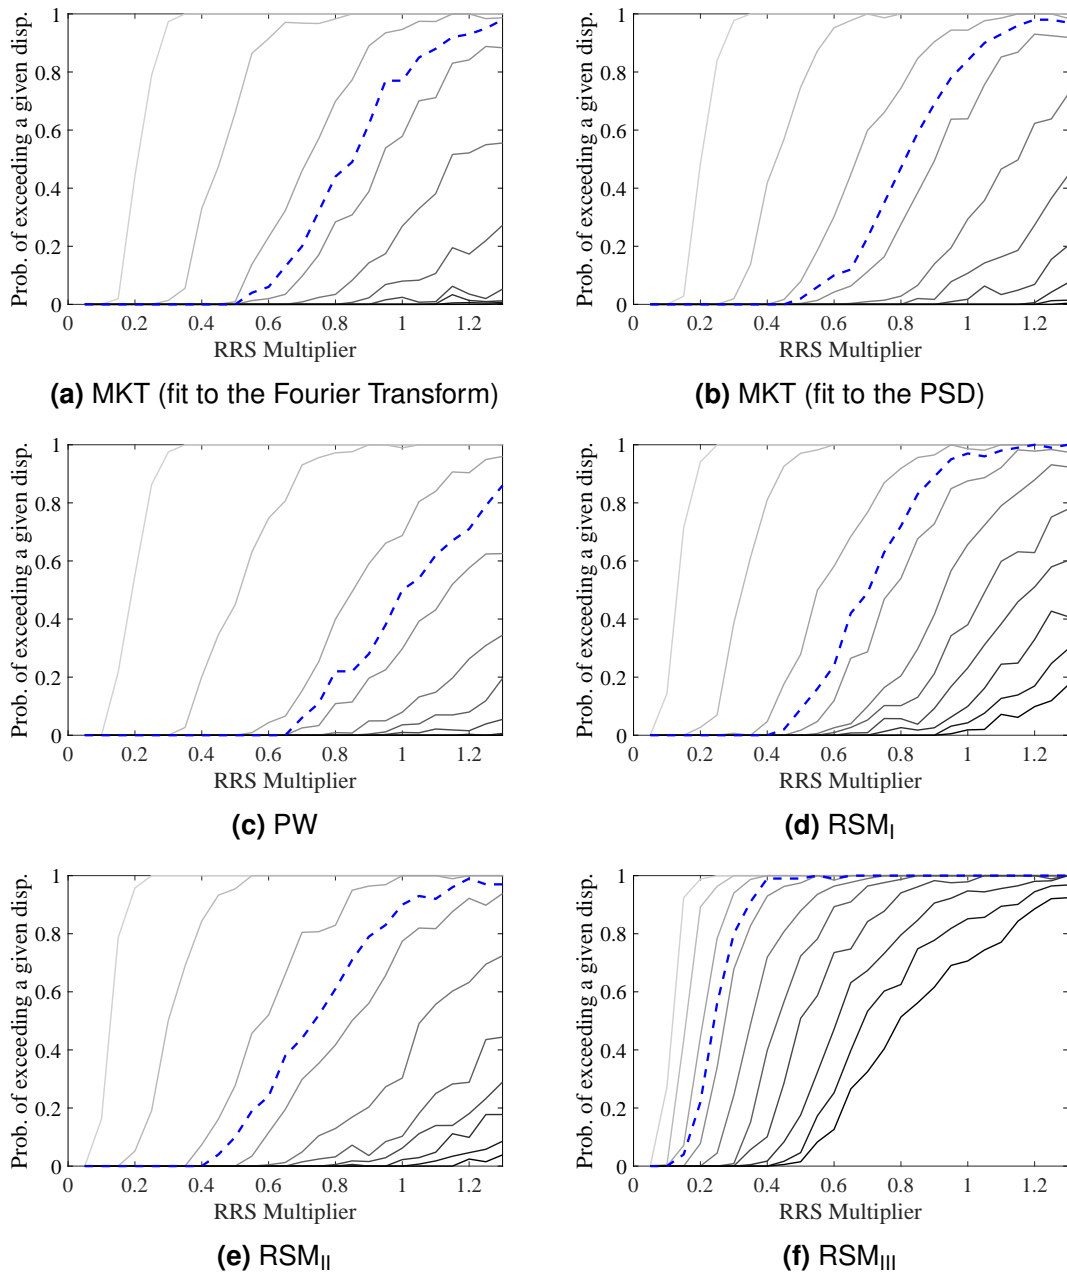 Prob. of exceeding a given disp.
1
0.8
0.6
0.4
0.2
0
0 0.2 0.4 0.6 0.8 1 1.2
RRS Multiplier
(a) MKT (fit to the Fourier Transform)
Prob. of exceeding a given disp.
1
0.8
0.6
0.4
0.2
0
0 0.2 0.4 0.6 0.8 1 1.2
RRS Multiplier
(b) MKT (fit to the PSD)
Prob. of exceeding a given disp.
1
0.8
0.6
0.4
0.2
0
0 0.2 0.4 0.6 0.8 1 1.2
RRS Multiplier
(c) PW
Prob. of exceeding a given disp.
1
0.8
0.6
0.4
0.2
0
0 0.2 0.4 0.6 0.8 1 1.2
RRS Multiplier
(d) RSMI
Prob. of exceeding a given disp.
1
0.8
0.6
0.4
0.2
0
0 0.2 0.4 0.6 0.8 1 1.2
RRS Multiplier
(e) RSMII
Prob. of exceeding a given disp.
1
0.8
0.6
0.4
0.2
0
0 0.2 0.4 0.6 0.8 1 1.2
RRS Multiplier
(f) RSMIII